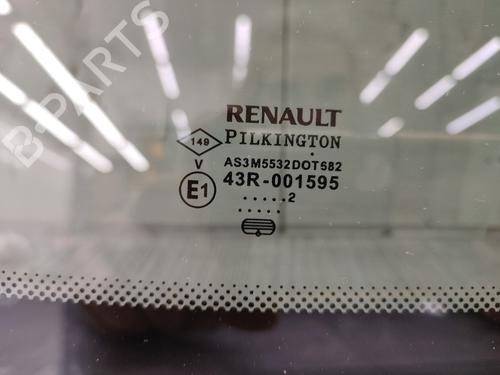 B-PARTS
RENAULT
149 PILKINGTON
V AS3M5532DOT682
E1 43R-001595
.....2
.....